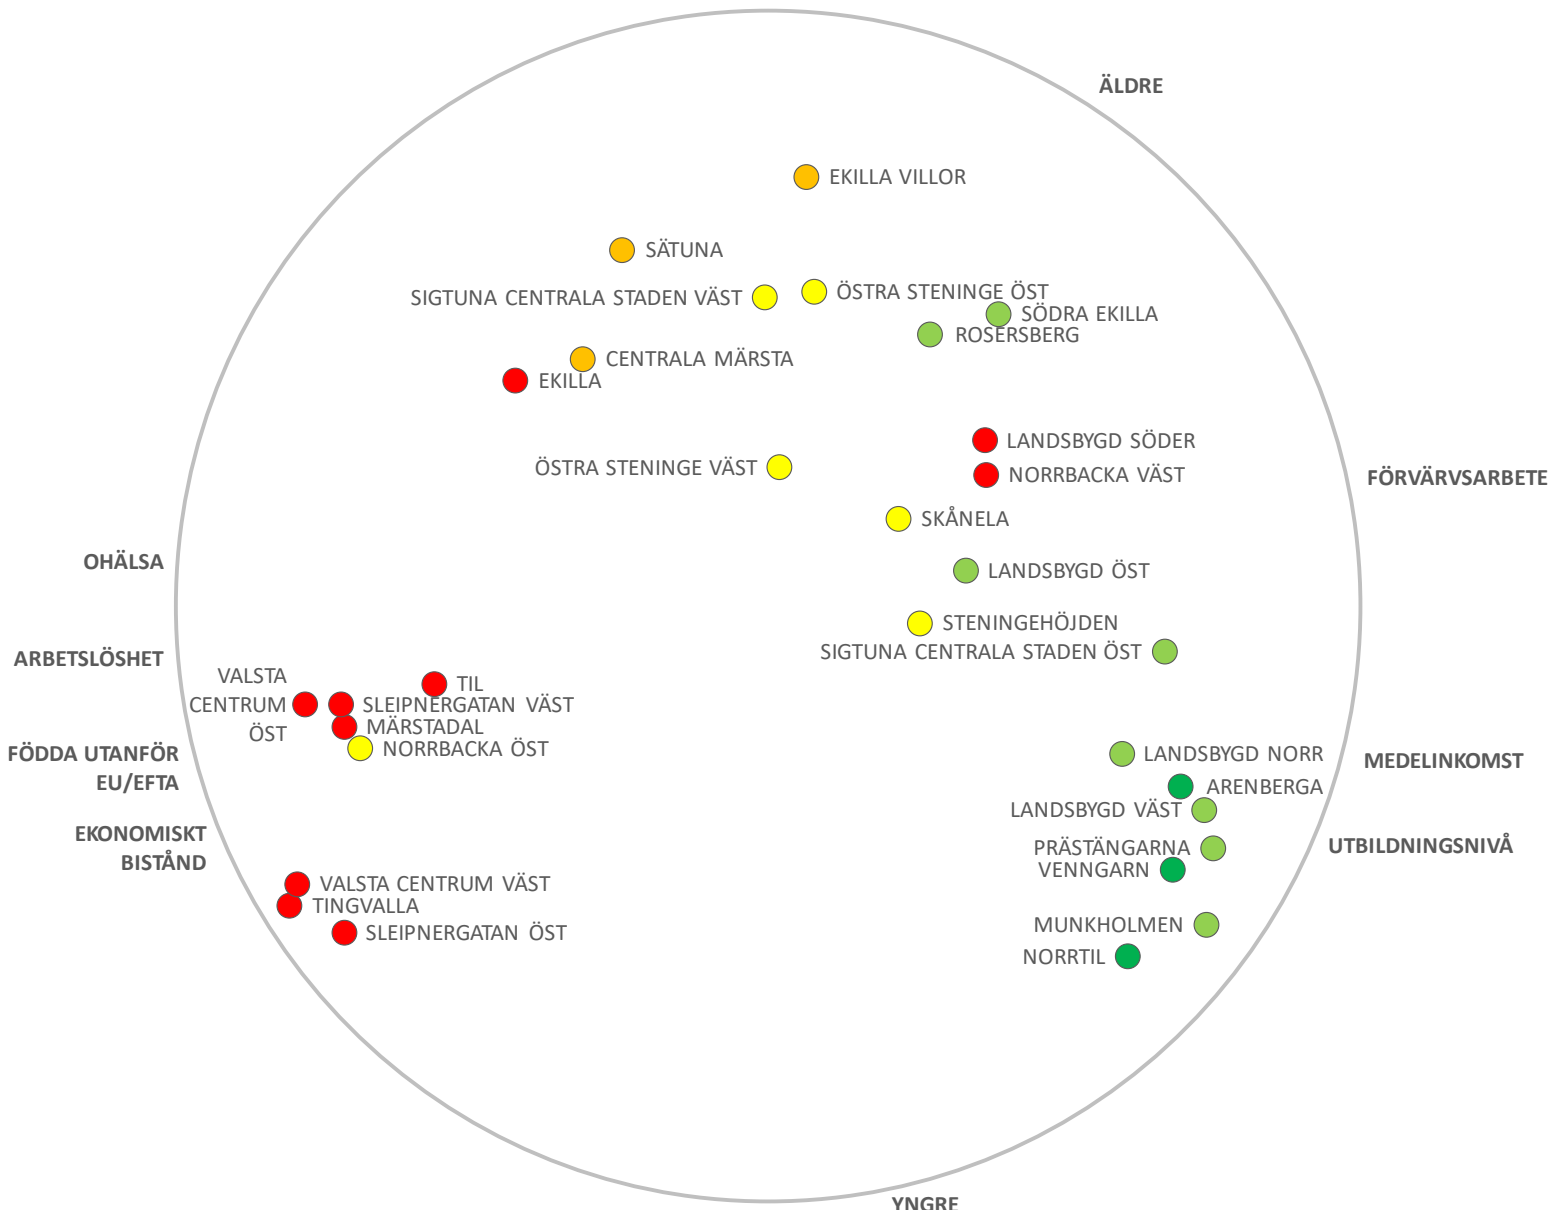 ÄLDRE
EKILLA VILLOR
SÄTUNA
SIGTUNA CENTRALA STADEN VÄST
ÖSTRA STENINGE ÖST
SÖDRA EKILLA
ROSERSBERG
CENTRALA MÄRSTA
EKILLA
LANDSBYGD SÖDER
ÖSTRA STENINGE VÄST
NORRBACKA VÄST
FÖRVÄRVSARBETE
SKÅNELA
OHÄLSA
LANDSBYGD ÖST
STENINGEHÖJDEN
SIGTUNA CENTRALA STADEN ÖST
ARBETSLÖSHET
VALSTA
CENTRUM
ÖST
TIL
SLEIPNERGATAN VÄST
MÄRSTADAL
NORRBACKA ÖST
FÖDDA UTANFÖR
EU/EFTA
LANDSBYGD NORR
MEDELINKOMST
ARENBERGA
LANDSBYGD VÄST
EKONOMISKT
BISTÅND
PRÄSTÄNGARNA
UTBILDNINGSNIVÅ
VENNGARN
VALSTA CENTRUM VÄST
TINGVALLA
SLEIPNERGATAN ÖST
MUNKHOLMEN
NORRTIL
YNGRE